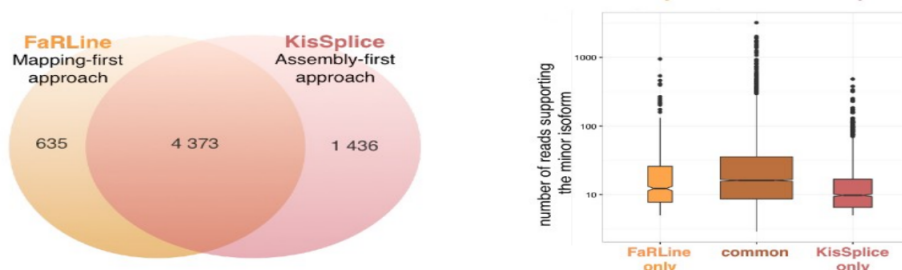 FaRLine
Mapping-first
approach
KisSplice
Assembly-first
approach
635
4 373
1 436
number of reads supporting
the minor isoform
1000
100
10
FaRLine
only
common
KisSplice
only